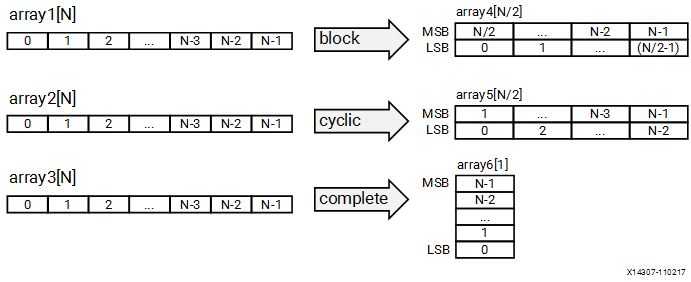 array1[N]
0 1 2 ... N-3 N-2 N-1
block
array4[N/2]
MSB N/2 ... N-2 N-1
LSB 0 1 ... (N/2-1)
array2[N]
0 1 2 ... N-3 N-2 N-1
cyclic
array5[N/2]
MSB 1 ... N-3 N-1
LSB 0 2 ... N-2
array3[N]
0 1 2 ... N-3 N-2 N-1
complete
array6[1]
MSB N-1
N-2
...
1
LSB 0
X14307-110217